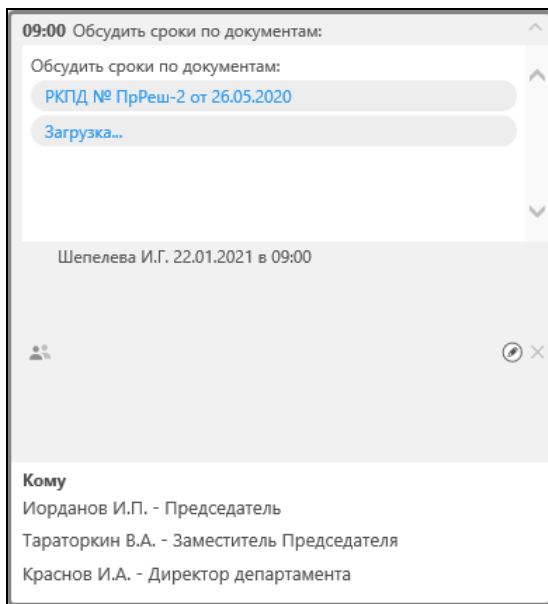 09:00 Обсудить сроки по документам:
Обсудить сроки по документам:
РКПД № ПрРеш-2 от 26.05.2020
Загрузка...
Шепелева И.Г. 22.01.2021 в 09:00
Кому
Иорданов И.П. - Председатель
Тараторкин В.А. - Заместитель Председателя
Краснов И.А. - Директор департамента